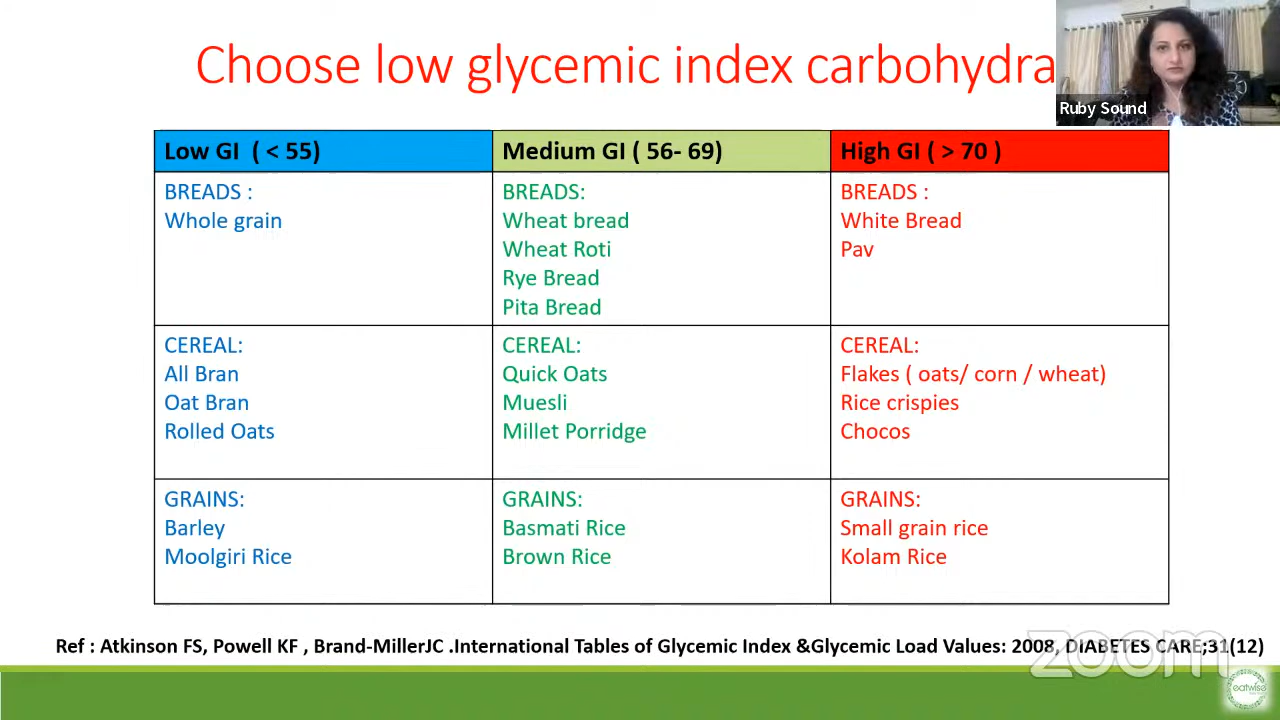 Choose low glycemic index carbohydra
Ruby Sound
Low GI ( < 55)
Medium GI ( 56- 69)
High GI ( > 70 )
BREADS :
Whole grain
BREADS:
Wheat bread
Wheat Roti
Rye Bread
Pita Bread
BREADS :
White Bread
Pav
CEREAL:
All Bran
Oat Bran
Rolled Oats
CEREAL:
Quick Oats
Muesli
Millet Porridge
CEREAL:
Flakes ( oats/ corn / wheat)
Rice crispies
Chocos
GRAINS:
Barley
Moolgiri Rice
GRAINS:
Basmati Rice
Brown Rice
GRAINS:
Small grain rice
Kolam Rice
Ref : Atkinson FS, Powell KF , Brand-MillerJC .International Tables of Glycemic Index &Glycemic Load Values: 2008, DIABETES CARE;31(12)
zoom
eatwise